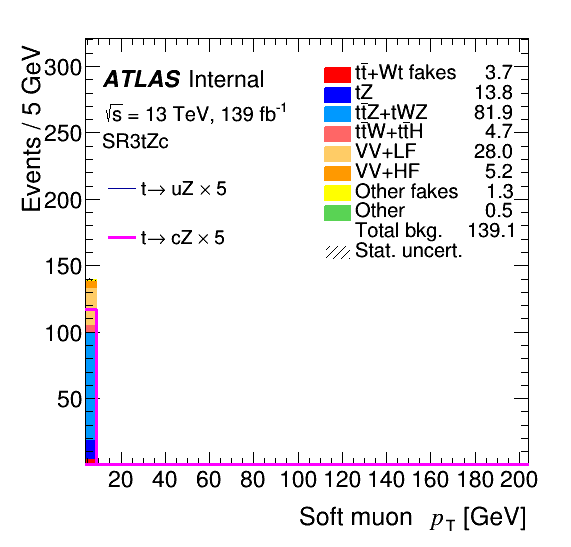 ATLAS Internal
√s = 13 TeV, 139 fb⁻¹
SR3tZc
t→ uZ × 5
t→ cZ × 5
tt̄+Wt fakes 3.7
tZ 13.8
tt̄Z+tWZ 81.9
tt̄W+tt̄H 4.7
VV+LF 28.0
VV+HF 5.2
Other fakes 1.3
Other 0.5
Total bkg. 139.1
Stat. uncert.
Events / 5 GeV
300
250
200
150
100
50
20 40 60 80 100 120 140 160 180 200
Soft muon p_T [GeV]